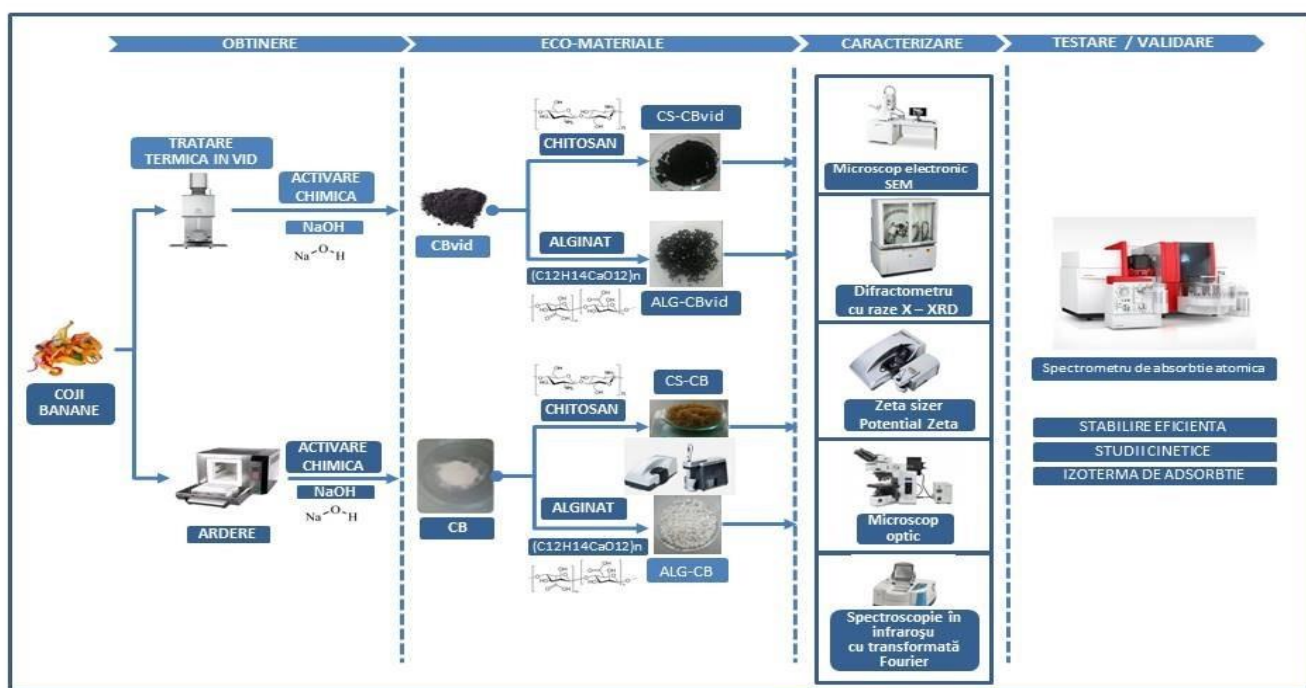 OBTINERE
ECO-MATERIALE
CARACTERIZARE
TESTARE / VALIDARE
COJI
BANANE
TRATARE
TERMICA IN VID
ACTIVARE
CHIMICA
NaOH
Na O H
ARDERE
ACTIVARE
CHIMICA
NaOH
Na O H
CBvid
CHITOSAN
CS-CBvid
ALGINAT
(C12H14CaO12)n
ALG-CBvid
CB
CHITOSAN
CS-CB
ALGINAT
(C12H14CaO12)n
ALG-CB
Microscop electronic
SEM
Difractometru
cu raze X – XRD
Zeta sizer
Potential Zeta
Microscop
optic
Spectroscopie în
infraroşu
cu transformată
Fourier
Spectrometru de absorbtie atomica
STABILIRE EFICIENTA
STUDII CINETICE
IZOTERMA DE ADSORBTIE